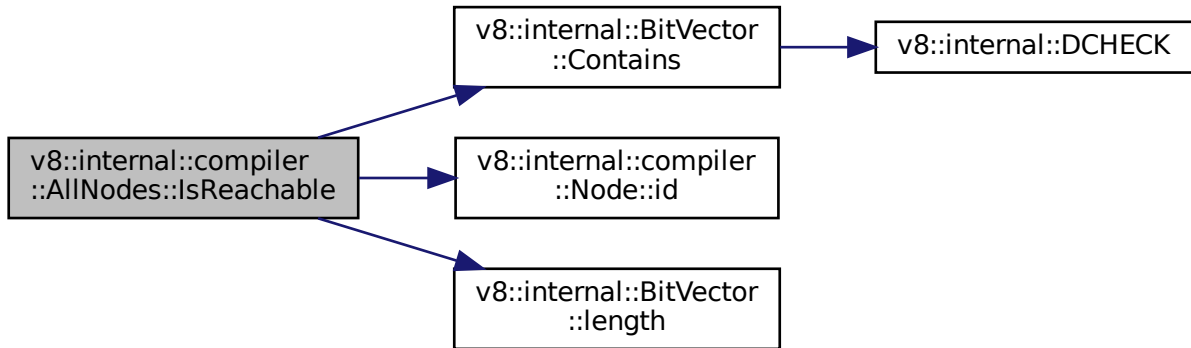 v8::internal::BitVector
::Contains
v8::internal::DCHECK
v8::internal::compiler
::AllNodes::IsReachable
v8::internal::compiler
::Node::id
v8::internal::BitVector
::length